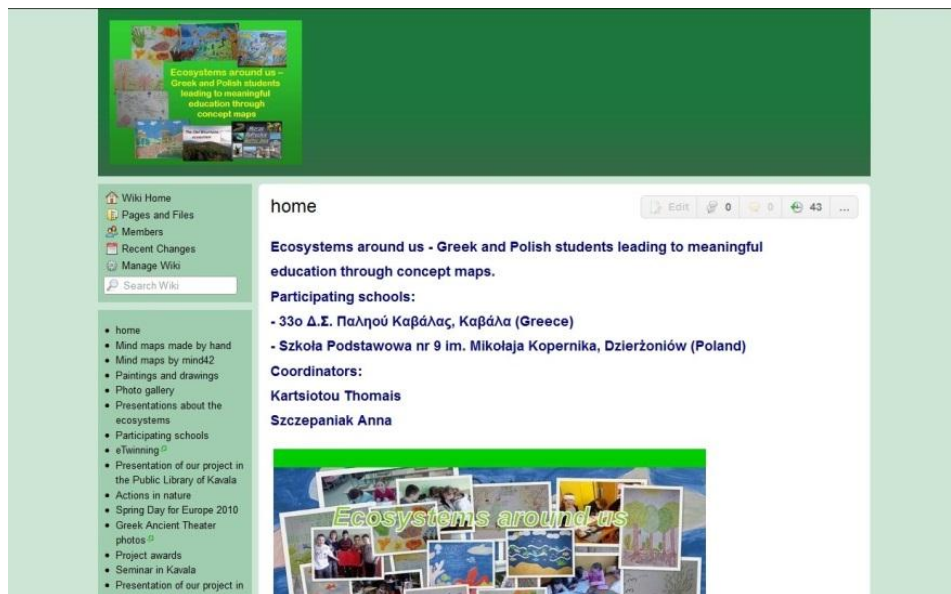 Ecosystems around us –
Greek and Polish students
leading to meaningful
education through
concept maps
Wiki Home
Pages and Files
Members
Recent Changes
Manage Wiki
Search Wiki
home
Mind maps made by hand
Mind maps by mind42
Paintings and drawings
Photo gallery
Presentations about the
ecosystems
Participating schools
eTwinning
Presentation of our project in
the Public Library of Kavala
Actions in nature
Spring Day for Europe 2010
Greek Ancient Theater
photos
Project awards
Seminar in Kavala
Presentation of our project in
home
Edit 0 0 43 ...
Ecosystems around us - Greek and Polish students leading to meaningful
education through concept maps.
Participating schools:
- 33ο Δ.Σ. Παληού Καβάλας, Καβάλα (Greece)
- Szkoła Podstawowa nr 9 im. Mikołaja Kopernika, Dzierżoniów (Poland)
Coordinators:
Kartsiotou Thomais
Szczepaniak Anna
Ecosystems around us